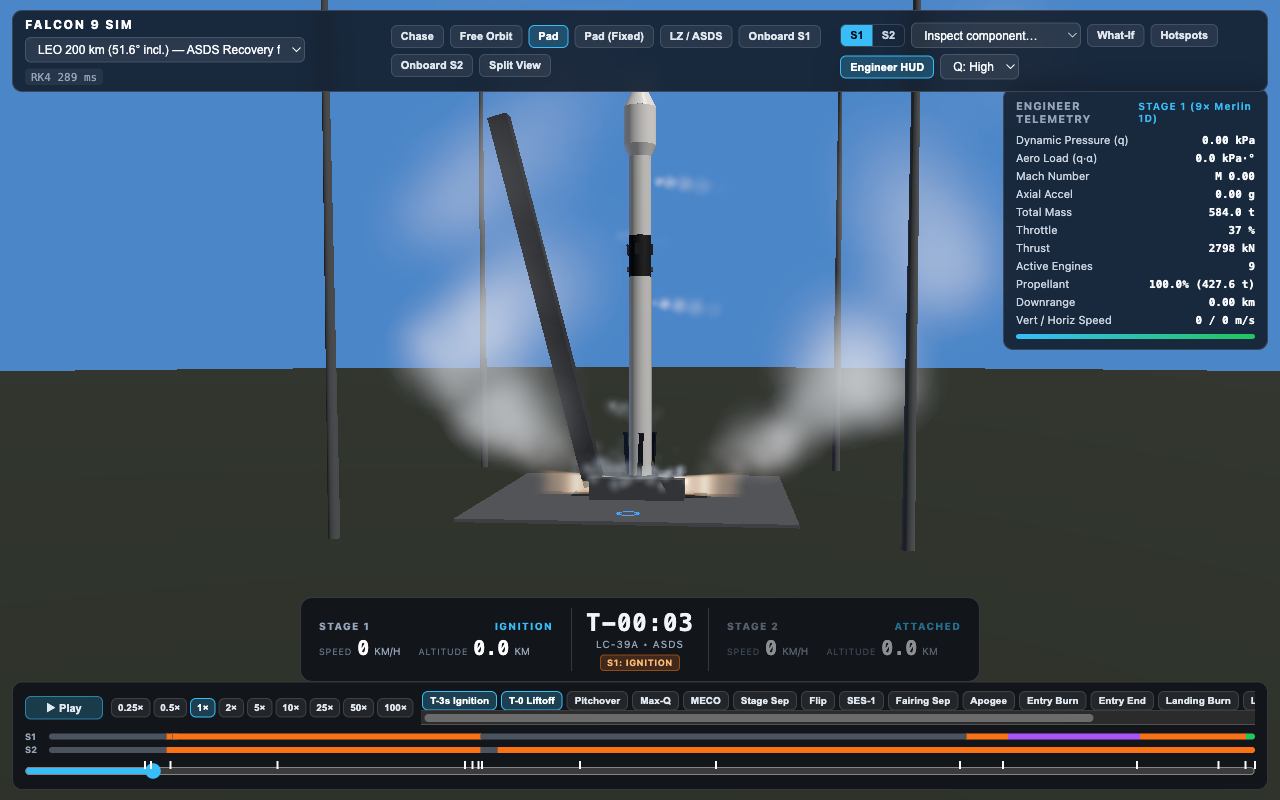 FALCON 9 SIM
LEO 200 km (51.6° incl.) — ASDS Recovery f
RK4 289 ms
Chase
Free Orbit
Pad
Pad (Fixed)
LZ / ASDS
Onboard S1
Onboard S2
Split View
S1
S2
Inspect component...
What-If
Hotspots
Engineer HUD
Q: High
ENGINEER TELEMETRY
STAGE 1 (9× Merlin 1D)
Dynamic Pressure (q) 0.00 kPa
Aero Load (q·α) 0.0 kPa·°
Mach Number M 0.00
Axial Accel 0.00 g
Total Mass 584.0 t
Throttle 37 %
Thrust 2798 kN
Active Engines 9
Propellant 100.0% (427.6 t)
Downrange 0.00 km
Vert / Horiz Speed 0 / 0 m/s
STAGE 1 IGNITION
SPEED 0 KM/H ALTITUDE 0.0 KM
T−00:03
LC-39A • ASDS
S1: IGNITION
STAGE 2 ATTACHED
SPEED 0 KM/H ALTITUDE 0.0 KM
Play
0.25×
0.5×
1×
2×
5×
10×
25×
50×
100×
T-3s Ignition
T-0 Liftoff
Pitchover
Max-Q
MECO
Stage Sep
Flip
SES-1
Fairing Sep
Apogee
Entry Burn
Entry End
Landing Burn
S1
S2